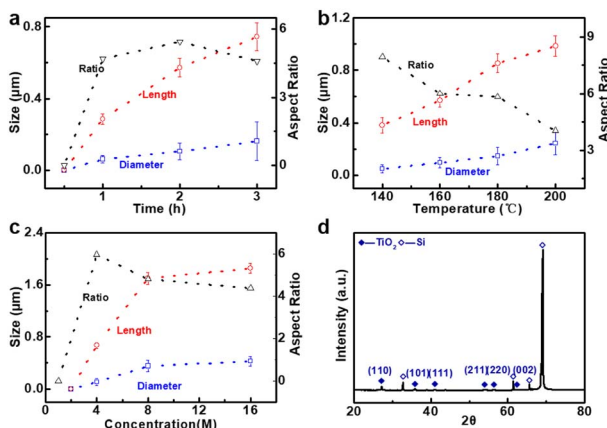 a
Size (μm)
0.8
0.4
0.0
Ratio
Length
Diameter
6
3
0
Aspect Ratio
1
2
3
Time (h)
b
Size (μm)
1.2
0.8
0.4
0.0
Ratio
Length
Diameter
9
6
3
Aspect Ratio
140
160
180
200
Temperature (℃)
c
Size (μm)
2.4
1.6
0.8
0.0
Ratio
Length
Diameter
6
4
2
0
Aspect Ratio
0
4
8
12
16
Concentration(M)
d
Intensity (a.u.)
TiO₂
Si
(110)
(101)(111)
(211)(220) (002)
20
40
60
80
2θ